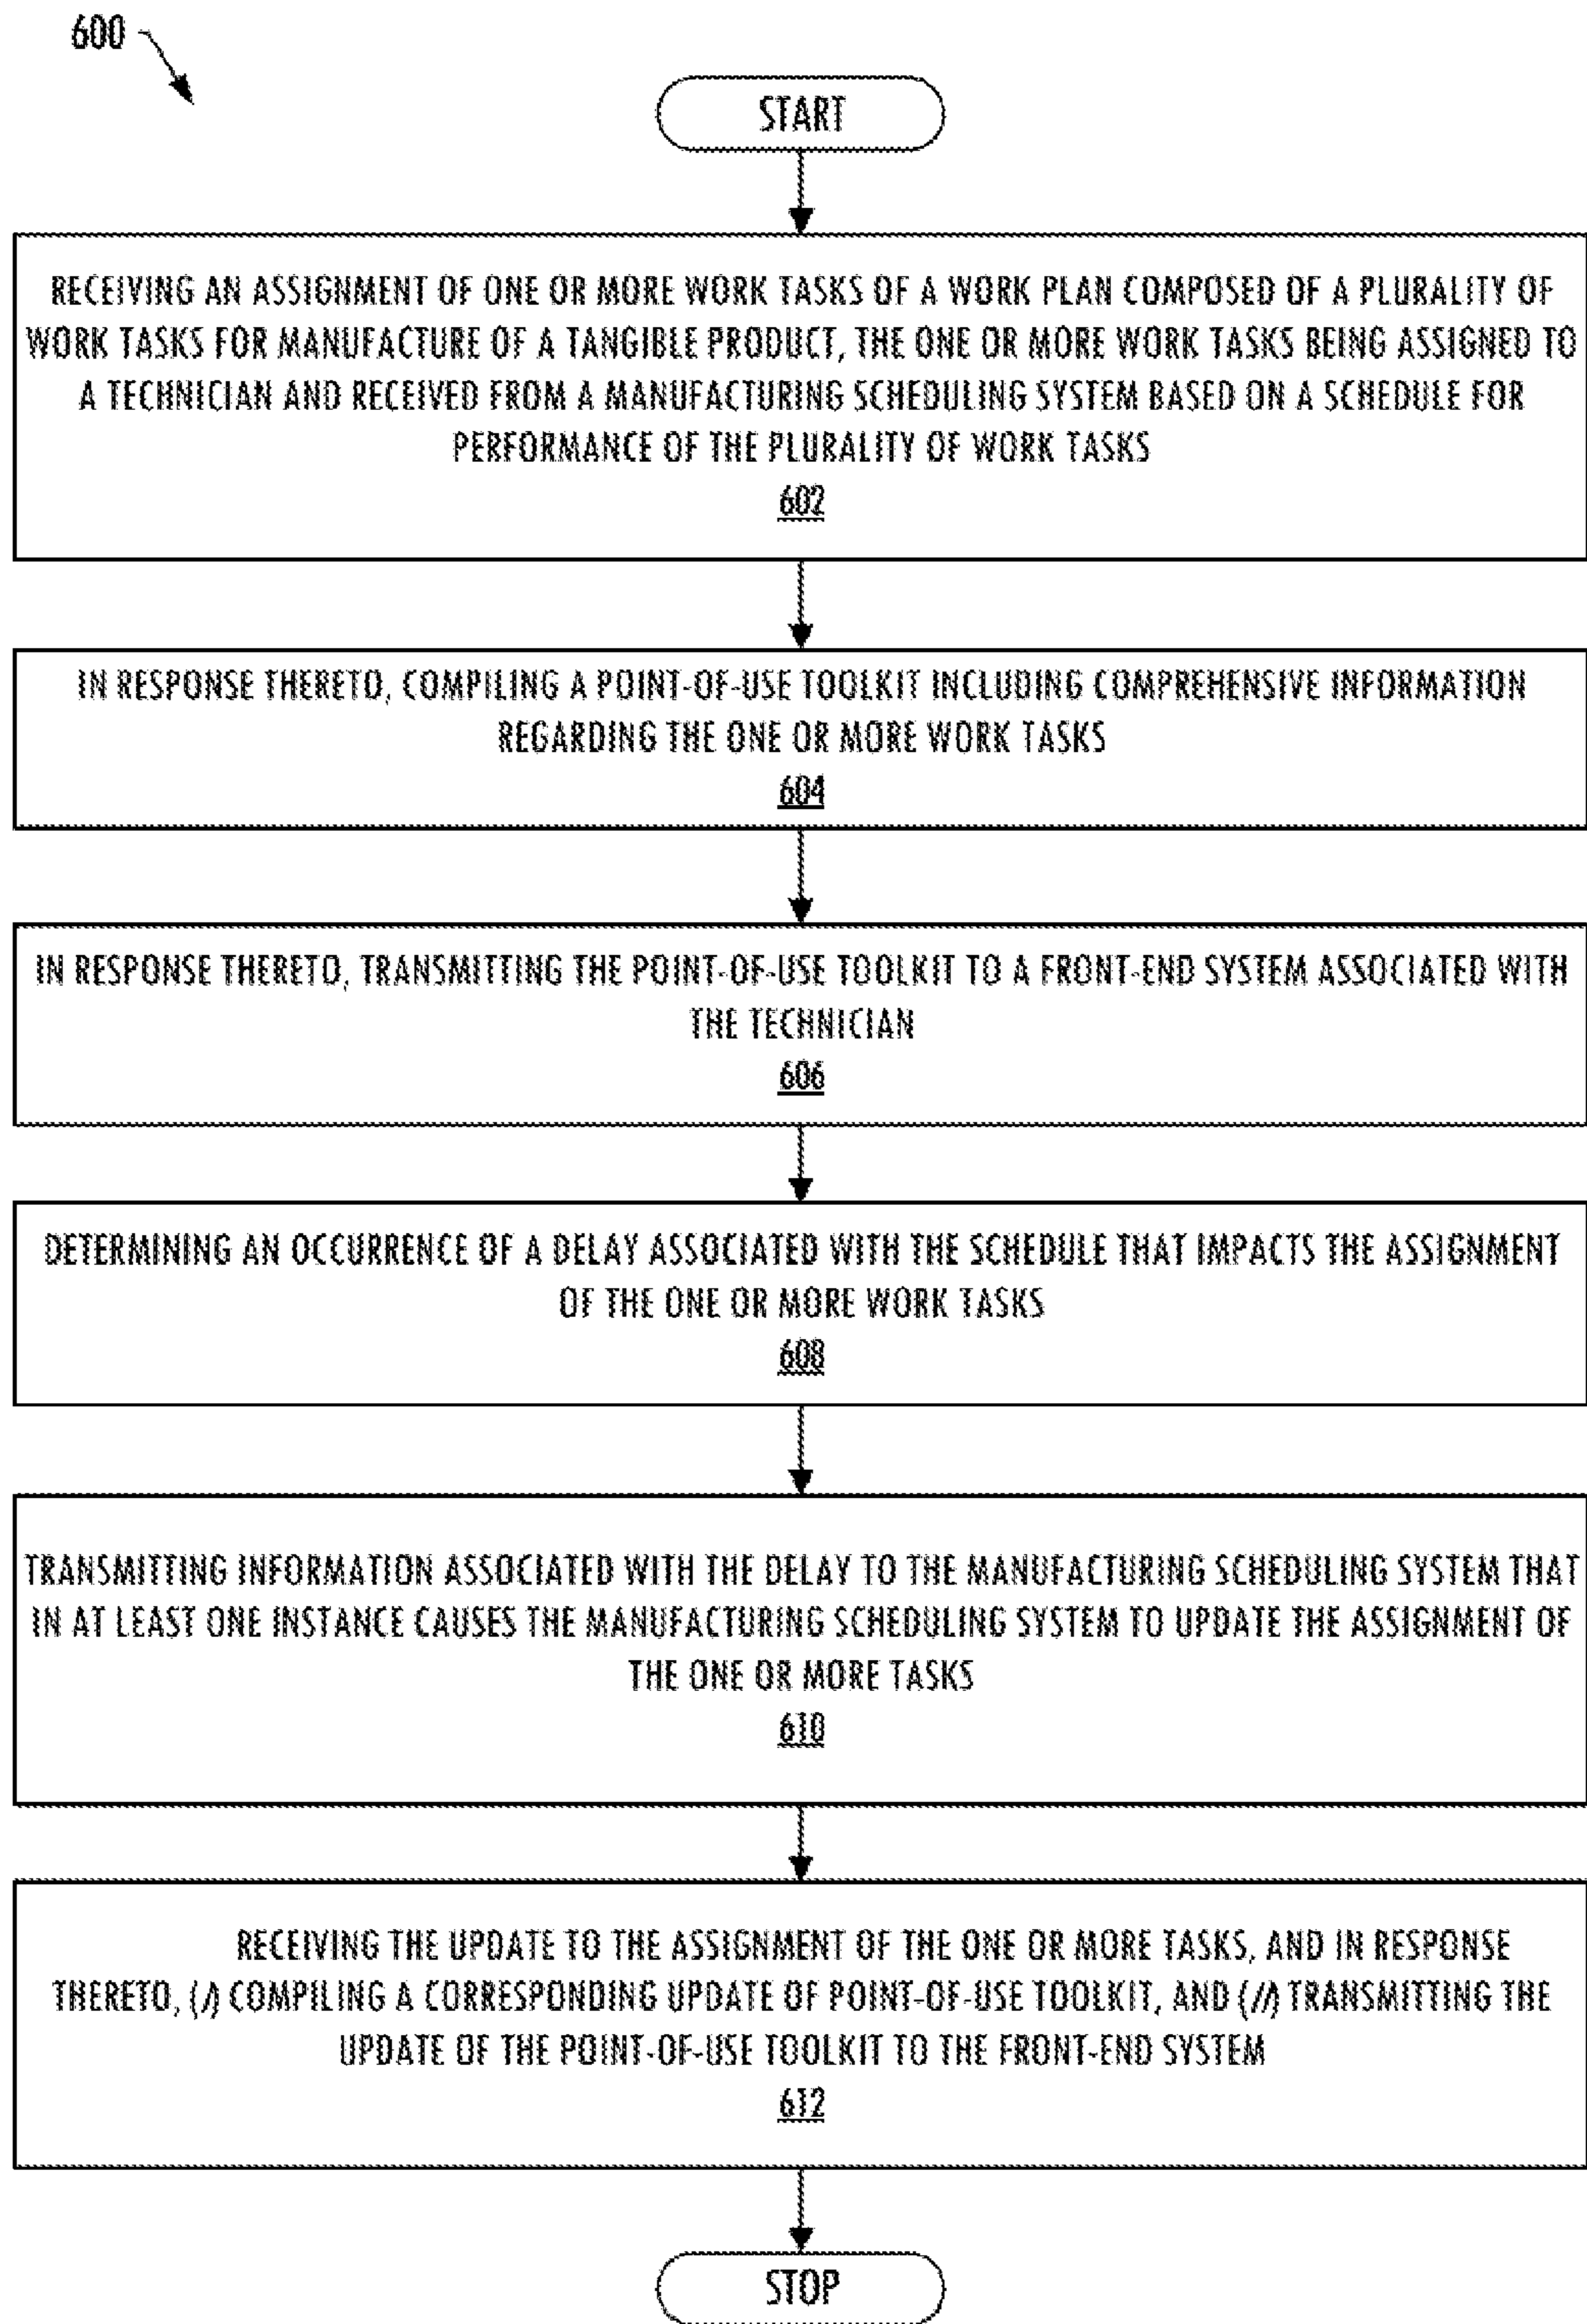 600
START
RECEIVING AN ASSIGNMENT OF ONE OR MORE WORK TASKS OF A WORK PLAN COMPOSED OF A PLURALITY OF
WORK TASKS FOR MANUFACTURE OF A TANGIBLE PRODUCT, THE ONE OR MORE WORK TASKS BEING ASSIGNED TO
A TECHNICIAN AND RECEIVED FROM A MANUFACTURING SCHEDULING SYSTEM BASED ON A SCHEDULE FOR
PERFORMANCE OF THE PLURALITY OF WORK TASKS
602
IN RESPONSE THERETO, COMPILING A POINT-OF-USE TOOLKIT INCLUDING COMPREHENSIVE INFORMATION
REGARDING THE ONE OR MORE WORK TASKS
604
IN RESPONSE THERETO, TRANSMITTING THE POINT-OF-USE TOOLKIT TO A FRONT-END SYSTEM ASSOCIATED WITH
THE TECHNICIAN
606
DETERMINING AN OCCURRENCE OF A DELAY ASSOCIATED WITH THE SCHEDULE THAT IMPACTS THE ASSIGNMENT
OF THE ONE OR MORE WORK TASKS
608
TRANSMITTING INFORMATION ASSOCIATED WITH THE DELAY TO THE MANUFACTURING SCHEDULING SYSTEM THAT
IN AT LEAST ONE INSTANCE CAUSES THE MANUFACTURING SCHEDULING SYSTEM TO UPDATE THE ASSIGNMENT OF
THE ONE OR MORE TASKS
610
RECEIVING THE UPDATE TO THE ASSIGNMENT OF THE ONE OR MORE TASKS, AND IN RESPONSE
THERETO, (I) COMPILING A CORRESPONDING UPDATE OF POINT-OF-USE TOOLKIT, AND (II) TRANSMITTING THE
UPDATE OF THE POINT-OF-USE TOOLKIT TO THE FRONT-END SYSTEM
612
STOP